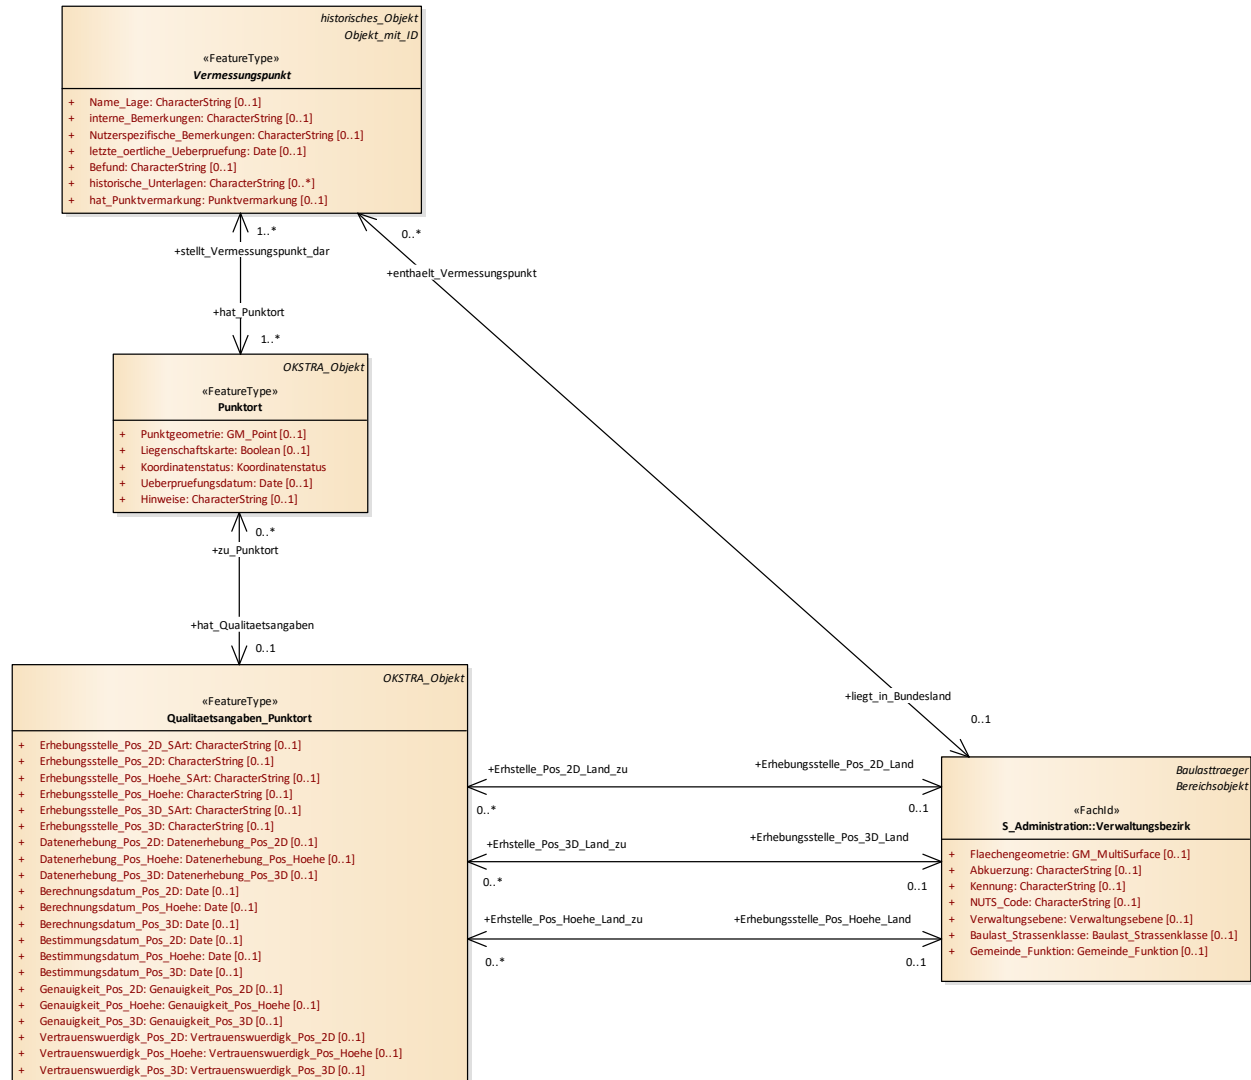 historisches_Objekt
Objekt_mit_ID
«FeatureType»
Vermessungspunkt
+ Name_Lage: CharacterString [0..1]
+ interne_Bemerkungen: CharacterString [0..1]
+ Nutzerspezifische_Bemerkungen: CharacterString [0..1]
+ letzte_oertliche_Ueberpruefung: Date [0..1]
+ Befund: CharacterString [0..1]
+ historische_Unterlagen: CharacterString [0..*]
+ hat_Punktvermarkung: Punktvermarkung [0..1]
1..*
0..*
+stellt_Vermessungspunkt_dar
+enthaelt_Vermessungspunkt
+hat_Punktort
1..*
OKSTRA_Objekt
«FeatureType»
Punktort
+ Punktgeometrie: GM_Point [0..1]
+ Liegenschaftskarte: Boolean [0..1]
+ Koordinatenstatus: Koordinatenstatus
+ Ueberpruefungsdatum: Date [0..1]
+ Hinweise: CharacterString [0..1]
0..*
+zu_Punktort
+hat_Qualitaetsangaben
0..1
+liegt_in_Bundesland
0..1
OKSTRA_Objekt
«FeatureType»
Qualitaetsangaben_Punktort
+ Erhebungsstelle_Pos_2D_SArt: CharacterString [0..1]
+ Erhebungsstelle_Pos_2D: CharacterString [0..1]
+ Erhebungsstelle_Pos_Hoehe_SArt: CharacterString [0..1]
+ Erhebungsstelle_Pos_Hoehe: CharacterString [0..1]
+ Erhebungsstelle_Pos_3D_SArt: CharacterString [0..1]
+ Erhebungsstelle_Pos_3D: CharacterString [0..1]
+ Datenerhebung_Pos_2D: Datenerhebung_Pos_2D [0..1]
+ Datenerhebung_Pos_Hoehe: Datenerhebung_Pos_Hoehe [0..1]
+ Datenerhebung_Pos_3D: Datenerhebung_Pos_3D [0..1]
+ Berechnungsdatum_Pos_2D: Date [0..1]
+ Berechnungsdatum_Pos_Hoehe: Date [0..1]
+ Berechnungsdatum_Pos_3D: Date [0..1]
+ Bestimmungsdatum_Pos_2D: Date [0..1]
+ Bestimmungsdatum_Pos_Hoehe: Date [0..1]
+ Bestimmungsdatum_Pos_3D: Date [0..1]
+ Genauigkeit_Pos_2D: Genauigkeit_Pos_2D [0..1]
+ Genauigkeit_Pos_Hoehe: Genauigkeit_Pos_Hoehe [0..1]
+ Genauigkeit_Pos_3D: Genauigkeit_Pos_3D [0..1]
+ Vertrauenswuerdigk_Pos_2D: Vertrauenswuerdigk_Pos_2D [0..1]
+ Vertrauenswuerdigk_Pos_Hoehe: Vertrauenswuerdigk_Pos_Hoehe [0..1]
+ Vertrauenswuerdigk_Pos_3D: Vertrauenswuerdigk_Pos_3D [0..1]
+Erhstelle_Pos_2D_Land_zu
+Erhebungsstelle_Pos_2D_Land
0..*
0..1
+Erhstelle_Pos_3D_Land_zu
+Erhebungsstelle_Pos_3D_Land
0..*
0..1
+Erhstelle_Pos_Hoehe_Land_zu
+Erhebungsstelle_Pos_Hoehe_Land
0..*
0..1
Baulasttraeger
Bereichsobjekt
«FachId»
S_Administration::Verwaltungsbezirk
+ Flaechengeometrie: GM_MultiSurface [0..1]
+ Abkuerzung: CharacterString [0..1]
+ Kennung: CharacterString [0..1]
+ NUTS_Code: CharacterString [0..1]
+ Verwaltungsebene: Verwaltungsebene [0..1]
+ Baulast_Strassenklasse: Baulast_Strassenklasse [0..1]
+ Gemeinde_Funktion: Gemeinde_Funktion [0..1]